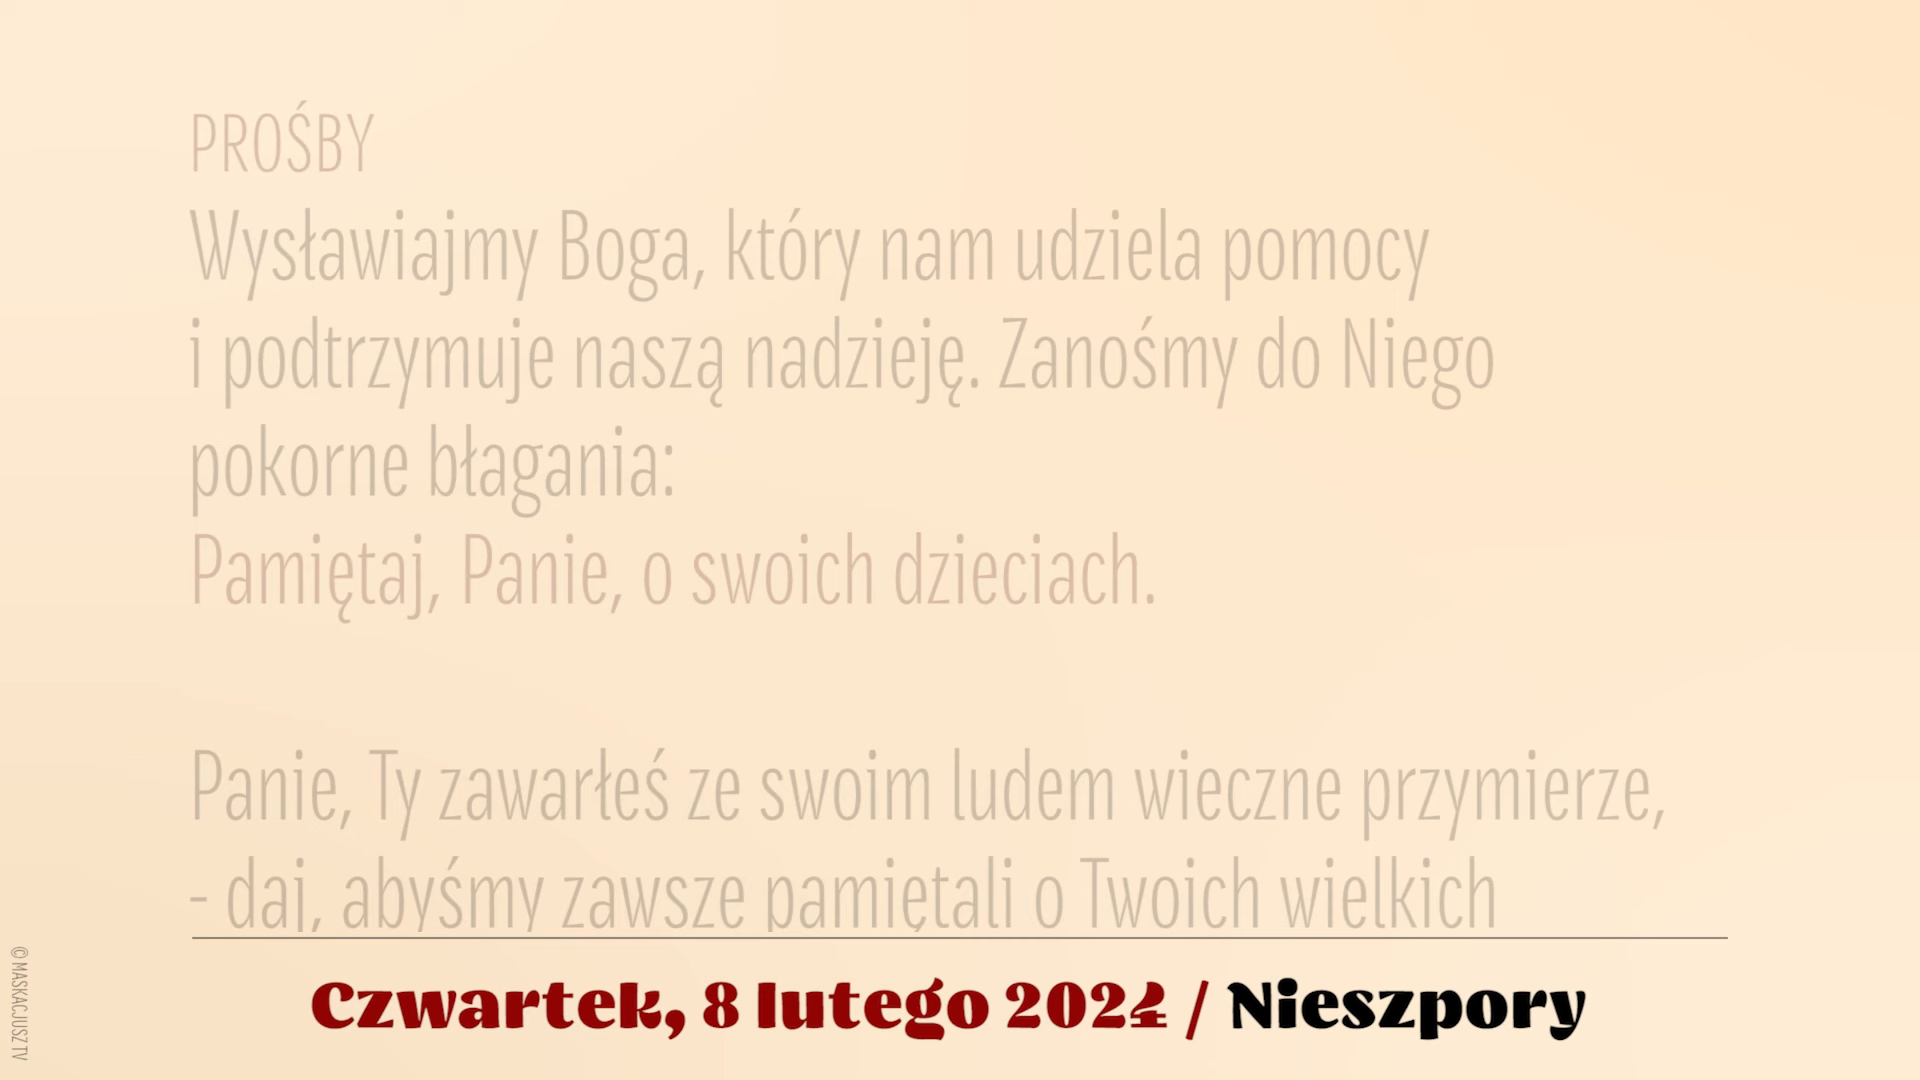 PROŚBY
Wysławiajmy Boga, który nam udziela pomocy
i podtrzymuje naszą nadzieję. Zanośmy do Niego
pokorne błagania:
Pamiętaj, Panie, o swoich dzieciach.
Panie, Ty zawarłeś ze swoim ludem wieczne przymierze,
- daj, abyśmy zawsze pamiętali o Twoich wielkich
Czwartek, 8 lutego 2024 / Nieszpory
© MASKACJUSZ TV